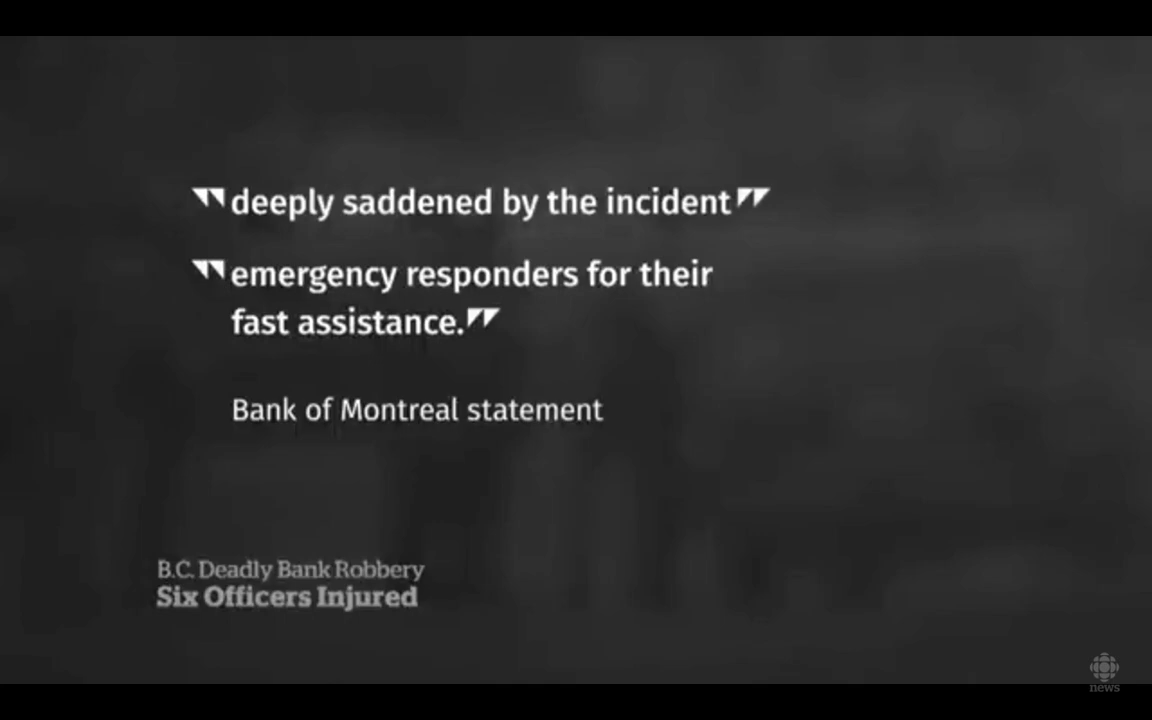 "deeply saddened by the incident"
"emergency responders for their
fast assistance."
Bank of Montreal statement
B.C. Deadly Bank Robbery
Six Officers Injured
news